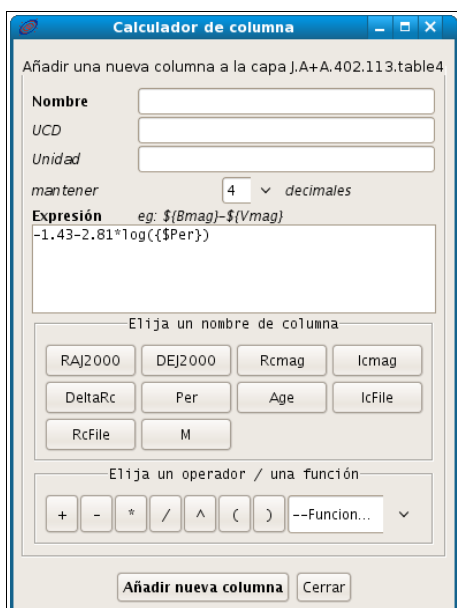 Calculador de columna
Añadir una nueva columna a la capa J.A+A.402.113.table4
Nombre
UCD
Unidad
mantener 4 decimales
Expresión eg: ${Bmag}-${Vmag}
-1.43-2.81*log({$Per})
Elija un nombre de columna
RAJ2000 DEJ2000 Rcmag Icmag
DeltaRc Per Age IcFile
RcFile M
Elija un operador / una función
+ - * / ^ ( ) --Funcion...
Añadir nueva columna Cerrar